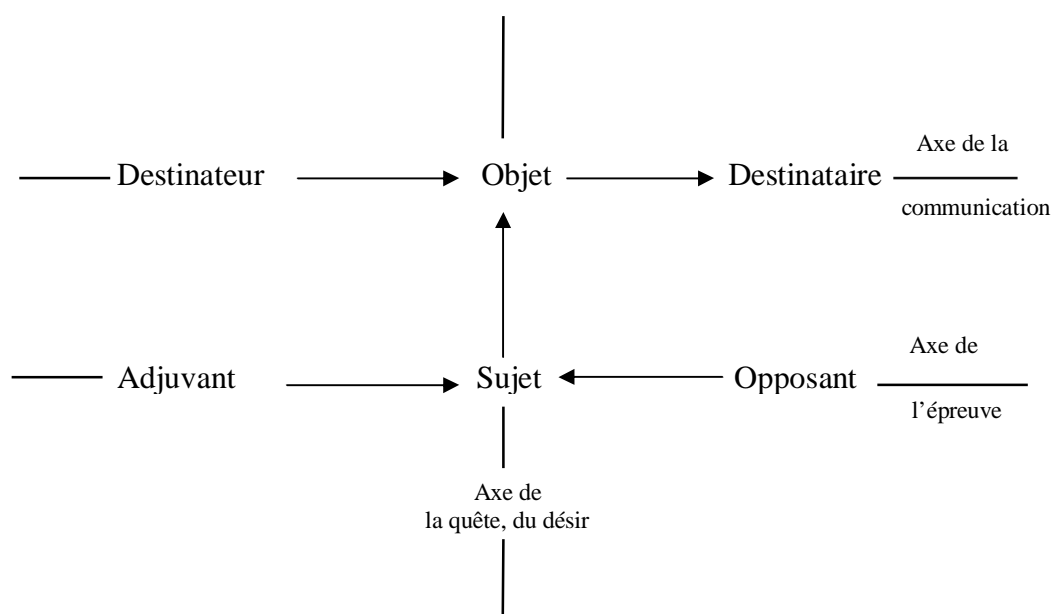 Destinateur
Objet
Destinataire
Axe de la
communication
Adjuvant
Sujet
Opposant
Axe de
l’épreuve
Axe de
la quête, du désir